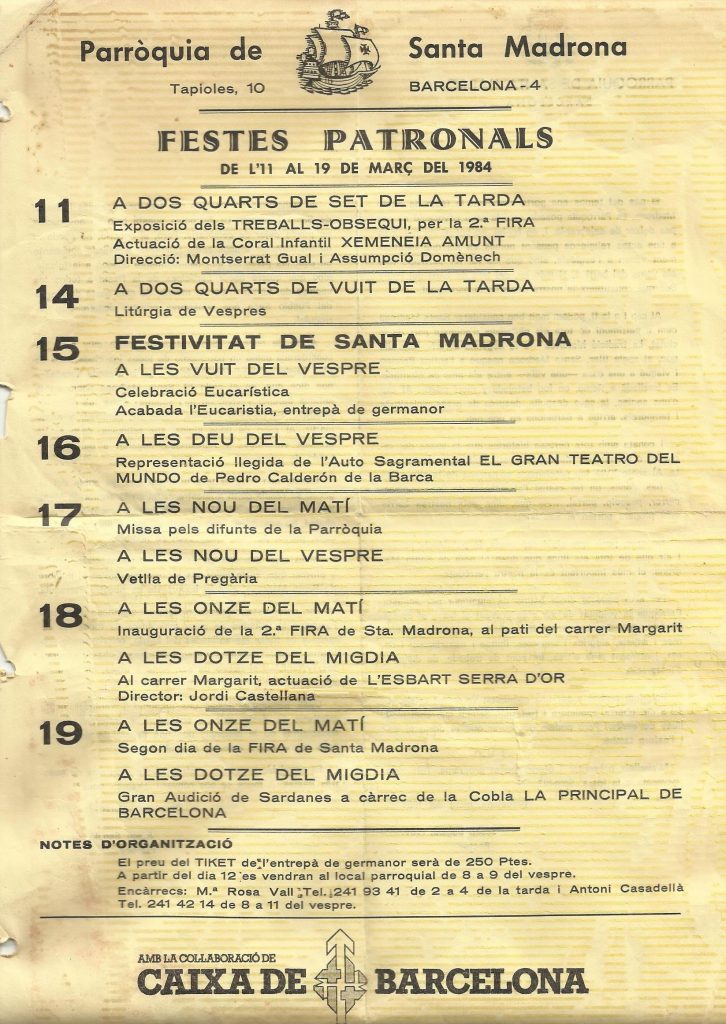 Parròquia de Santa Madrona
Tapioles, 10 BARCELONA-4
FESTES PATRONALS
DE L'11 AL 19 DE MARÇ DEL 1984
11 A DOS QUARTS DE SET DE LA TARDA
Exposició dels TREBALLS-OBSEQUI, per la 2.ª FIRA
Actuació de la Coral Infantil XEMENEIA AMUNT
Direcció: Montserrat Gual i Assumpció Domènech
14 A DOS QUARTS DE VUIT DE LA TARDA
Litúrgia de Vespres
15 FESTIVITAT DE SANTA MADRONA
A LES VUIT DEL VESPRE
Celebració Eucarística
Acabada l'Eucaristia, entrepà de germanor
16 A LES DEU DEL VESPRE
Representació llegida de l'Auto Sagramental EL GRAN TEATRO DEL
MUNDO de Pedro Calderón de la Barca
17 A LES NOU DEL MATÍ
Missa pels difunts de la Parròquia
A LES NOU DEL VESPRE
Vetlla de Pregària
18 A LES ONZE DEL MATÍ
Inauguració de la 2.ª FIRA de Sta. Madrona, al pati del carrer Margarit
A LES DOTZE DEL MIGDIA
Al carrer Margarit, actuació de L'ESBART SERRA D'OR
Director: Jordi Castellana
19 A LES ONZE DEL MATÍ
Segon dia de la FIRA de Santa Madrona
A LES DOTZE DEL MIGDIA
Gran Audició de Sardanes a càrrec de la Cobla LA PRINCIPAL DE
BARCELONA
NOTES D'ORGANITZACIÓ
El preu del TIKET de l'entrepà de germanor serà de 250 Ptes.
A partir del dia 12 es vendran al local parroquial de 8 a 9 del vespre.
Encàrrecs: M.ª Rosa Vall Tel. 241 93 41 de 2 a 4 de la tarda i Antoni Casadellà
Tel. 241 42 14 de 8 a 11 del vespre.
AMB LA COL·LABORACIÓ DE
CAIXA DE BARCELONA